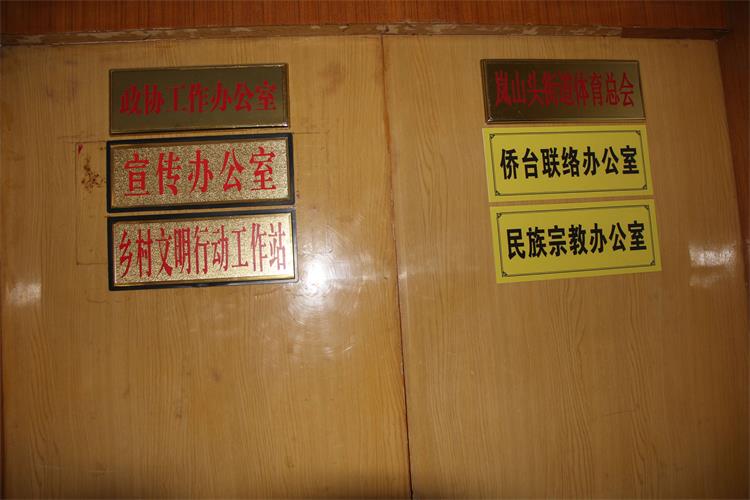 政协工作办公室
宣传办公室
乡村文明行动工作站
岚山头街道体育总会
侨台联络办公室
民族宗教办公室